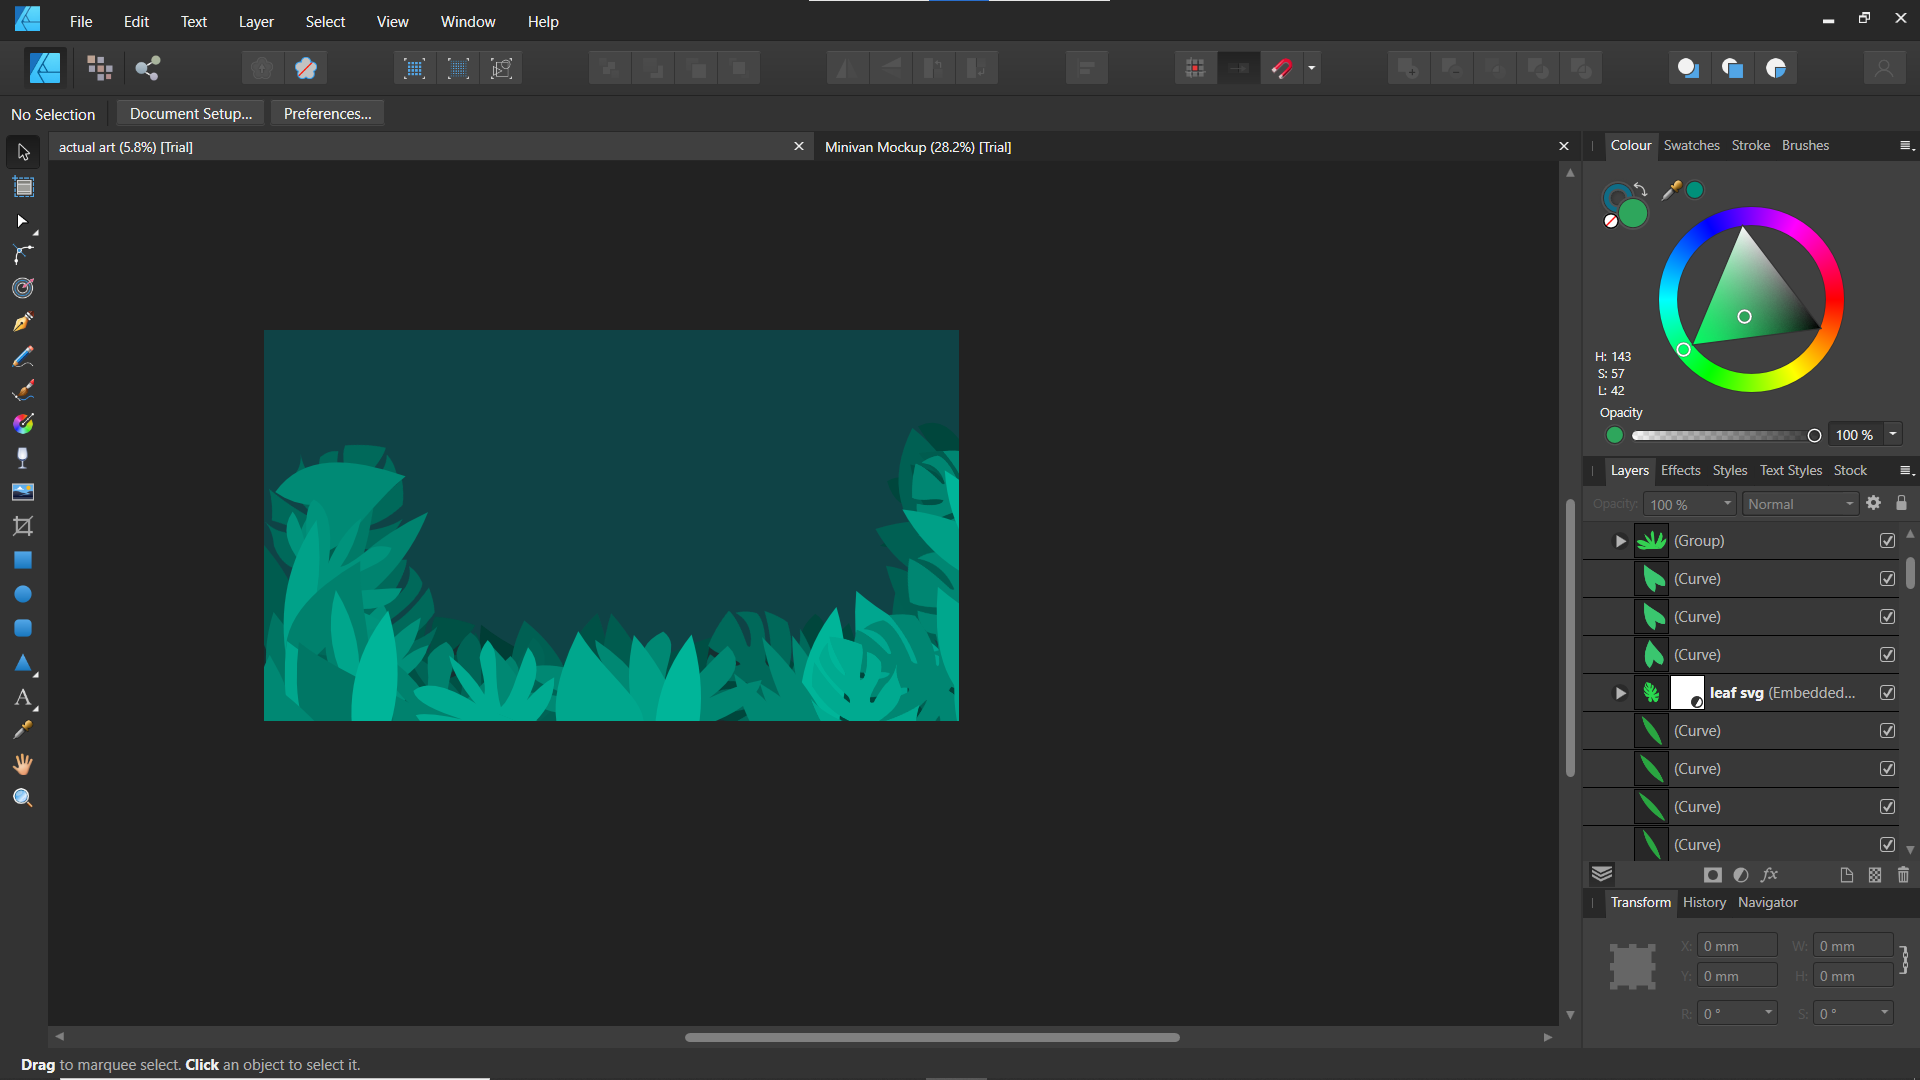 File Edit Text Layer Select View Window Help
No Selection Document Setup... Preferences...
actual art (5.8%) [Trial]
Minivan Mockup (28.2%) [Trial]
Colour Swatches Stroke Brushes
H: 143
S: 57
L: 42
Opacity
100 %
Layers Effects Styles Text Styles Stock
Opacity: 100 % Normal
(Group)
(Curve)
(Curve)
(Curve)
leaf svg (Embedded...
(Curve)
(Curve)
(Curve)
(Curve)
fx
Transform History Navigator
X: 0 mm W: 0 mm
Y: 0 mm H: 0 mm
R: 0 ° S: 0 °
A
Drag to marquee select. Click an object to select it.